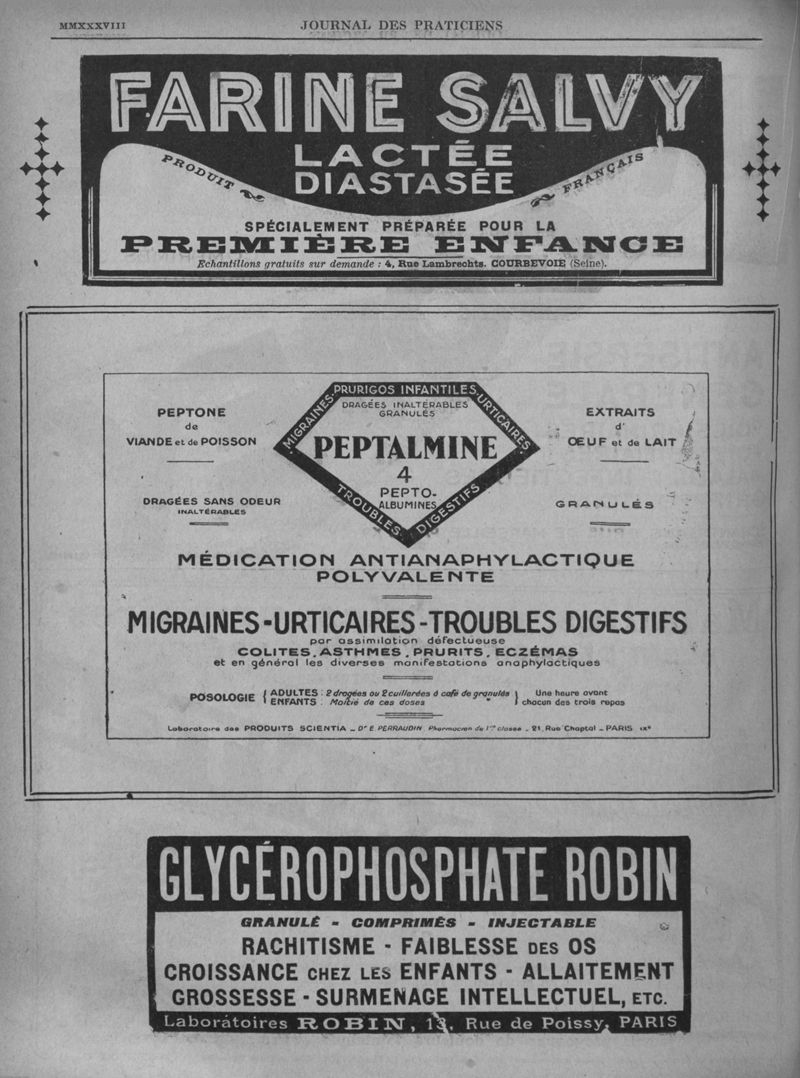 MMXXXVIII
JOURNAL DES PRATICIENS
FARINE SALVY
LACTÉE
DIASTASÉE
PRODUIT FRANÇAIS
SPÉCIALEMENT PRÉPARÉE POUR LA
PREMIÈRE ENFANCE
Echantillons gratuits sur demande : 4, Rue Lambrechts. COURBEVOIE (Seine).
MIGRAINES-PRURIGOS INFANTILES-URTICAIRES
DRAGÉES INALTÉRABLES
GRANULÉS
PEPTALMINE
4
PEPTO-
ALBUMINES
TROUBLES DIGESTIFS
PEPTONE
de
VIANDE et de POISSON
DRAGÉES SANS ODEUR
INALTÉRABLES
EXTRAITS
d'
ŒUF et de LAIT
GRANULÉS
MÉDICATION ANTIANAPHYLACTIQUE
POLYVALENTE
MIGRAINES-URTICAIRES-TROUBLES DIGESTIFS
par assimilation défectueuse
COLITES, ASTHMES, PRURITS, ECZÉMAS
et en général les diverses manifestations anaphylactiques
POSOLOGIE { ADULTES : 2 dragées ou 2 cuillerées à café de granulés } Une heure avant
ENFANTS : Moitié de ces doses " chacun des trois repas
Laboratoire des PRODUITS SCIENTIA _ Dr E PERRAUDIN Pharmacien de 1re classe _ 21, Rue Chaptal _ PARIS IXe
GLYCÉROPHOSPHATE ROBIN
GRANULÉ - COMPRIMÉS - INJECTABLE
RACHITISME - FAIBLESSE DES OS
CROISSANCE CHEZ LES ENFANTS - ALLAITEMENT
GROSSESSE - SURMENAGE INTELLECTUEL, ETC.
Laboratoires ROBIN, 13, Rue de Poissy, PARIS